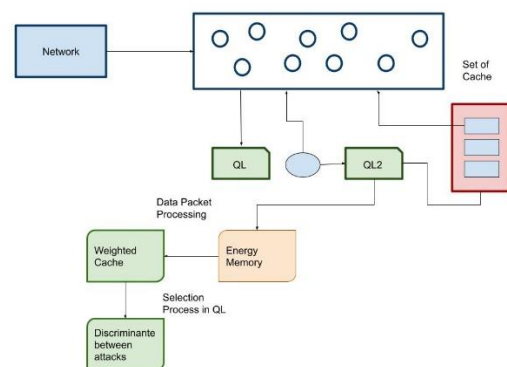 Network
Set of
Cache
QL
QL2
Data Packet
Processing
Weighted
Cache
Energy
Memory
Selection
Process in QL
Discriminante
between
attacks